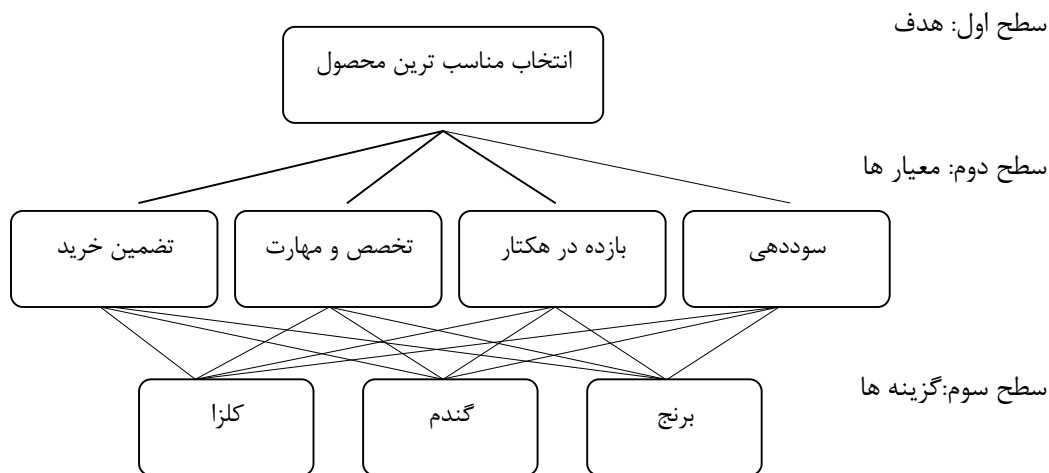 سطح اول: هدف
انتخاب مناسب ترین محصول
سطح دوم: معیار ها
سوددهی
بازده در هکتار
تخصص و مهارت
تضمین خرید
سطح سوم:گزینه ها
برنج
گندم
کلزا